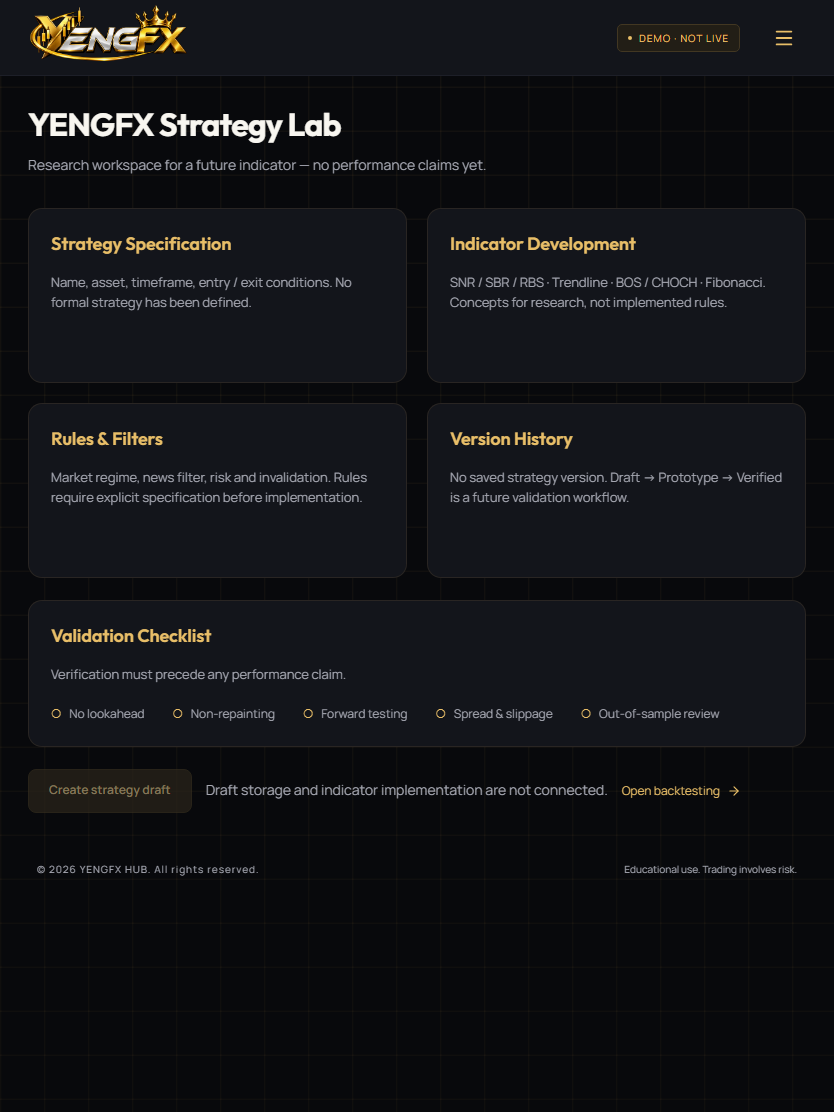 YENGFX
DEMO · NOT LIVE
YENGFX Strategy Lab
Research workspace for a future indicator — no performance claims yet.
Strategy Specification
Name, asset, timeframe, entry / exit conditions. No
formal strategy has been defined.
Indicator Development
SNR / SBR / RBS · Trendline · BOS / CHOCH · Fibonacci.
Concepts for research, not implemented rules.
Rules & Filters
Market regime, news filter, risk and invalidation. Rules
require explicit specification before implementation.
Version History
No saved strategy version. Draft → Prototype → Verified
is a future validation workflow.
Validation Checklist
Verification must precede any performance claim.
No lookahead
Non-repainting
Forward testing
Spread & slippage
Out-of-sample review
Create strategy draft
Draft storage and indicator implementation are not connected.
Open backtesting →
© 2026 YENGFX HUB. All rights reserved.
Educational use. Trading involves risk.